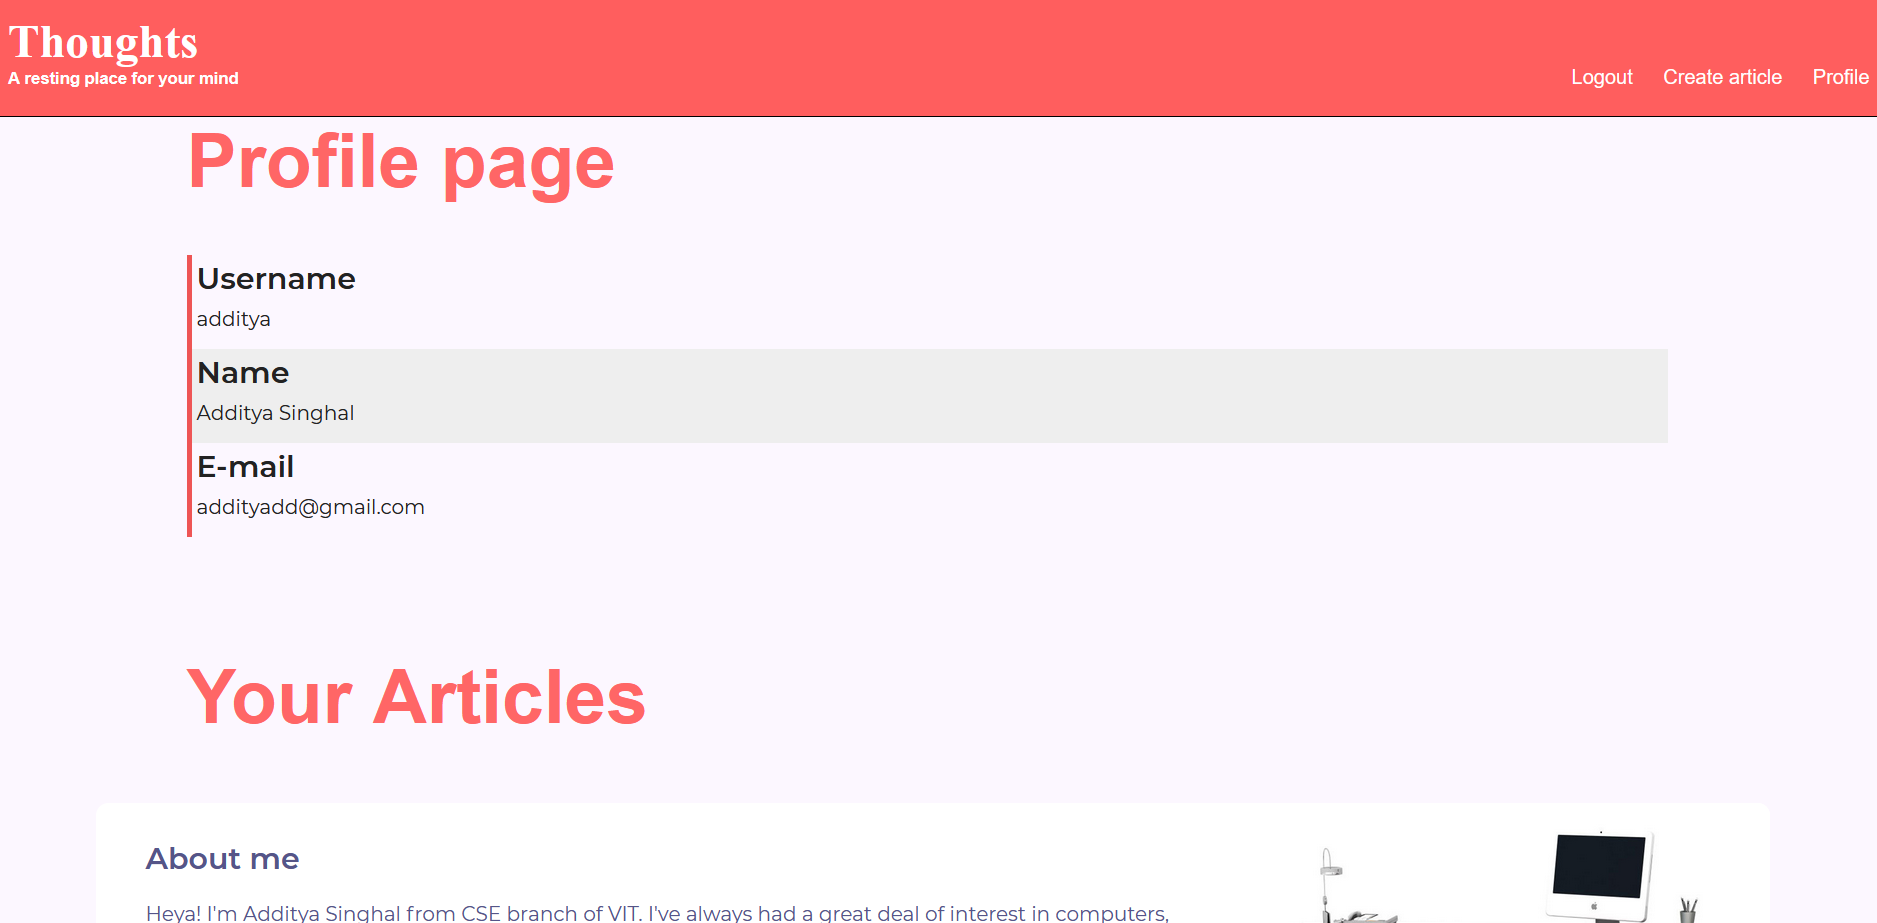 Thoughts
A resting place for your mind
Logout Create article Profile
Profile page
Username
additya
Name
Additya Singhal
E-mail
addityadd@gmail.com
Your Articles
About me
Heya! I'm Additya Singhal from CSE branch of VIT. I've always had a great deal of interest in computers,